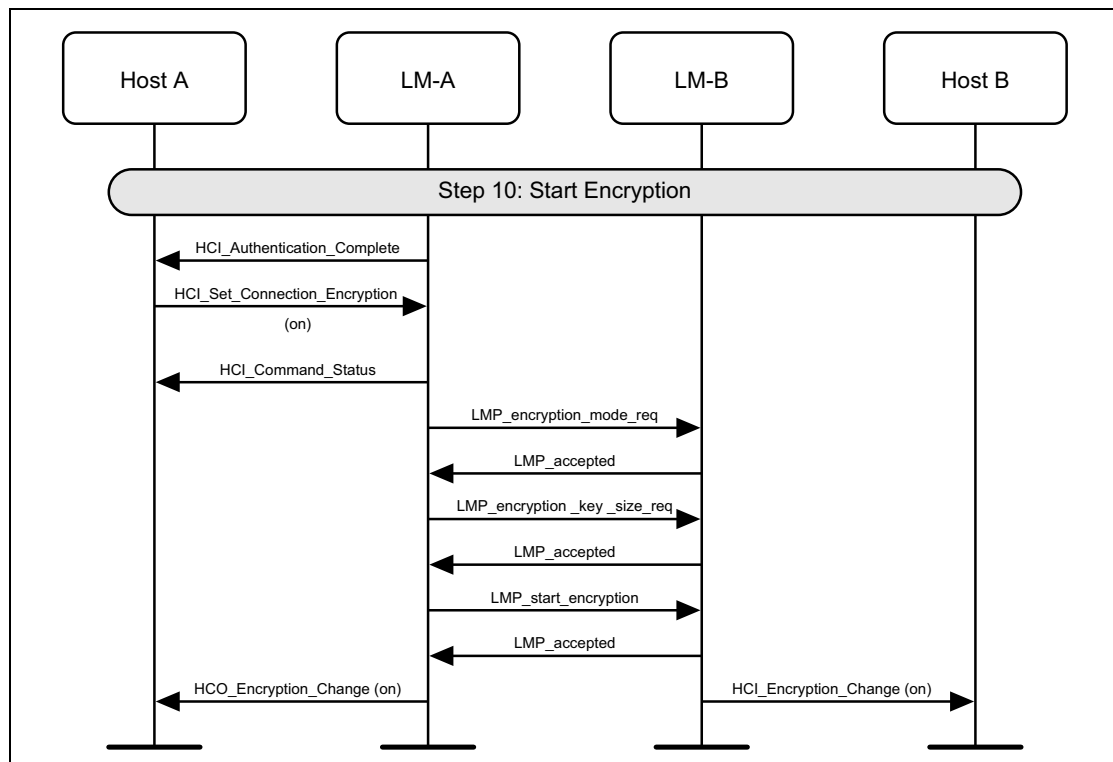 Host A
LM-A
LM-B
Host B
Step 10: Start Encryption
HCI_Authentication_Complete
HCI_Set_Connection_Encryption
(on)
HCI_Command_Status
LMP_encryption_mode_req
LMP_accepted
LMP_encryption _key _size_req
LMP_accepted
LMP_start_encryption
LMP_accepted
HCO_Encryption_Change (on)
HCI_Encryption_Change (on)